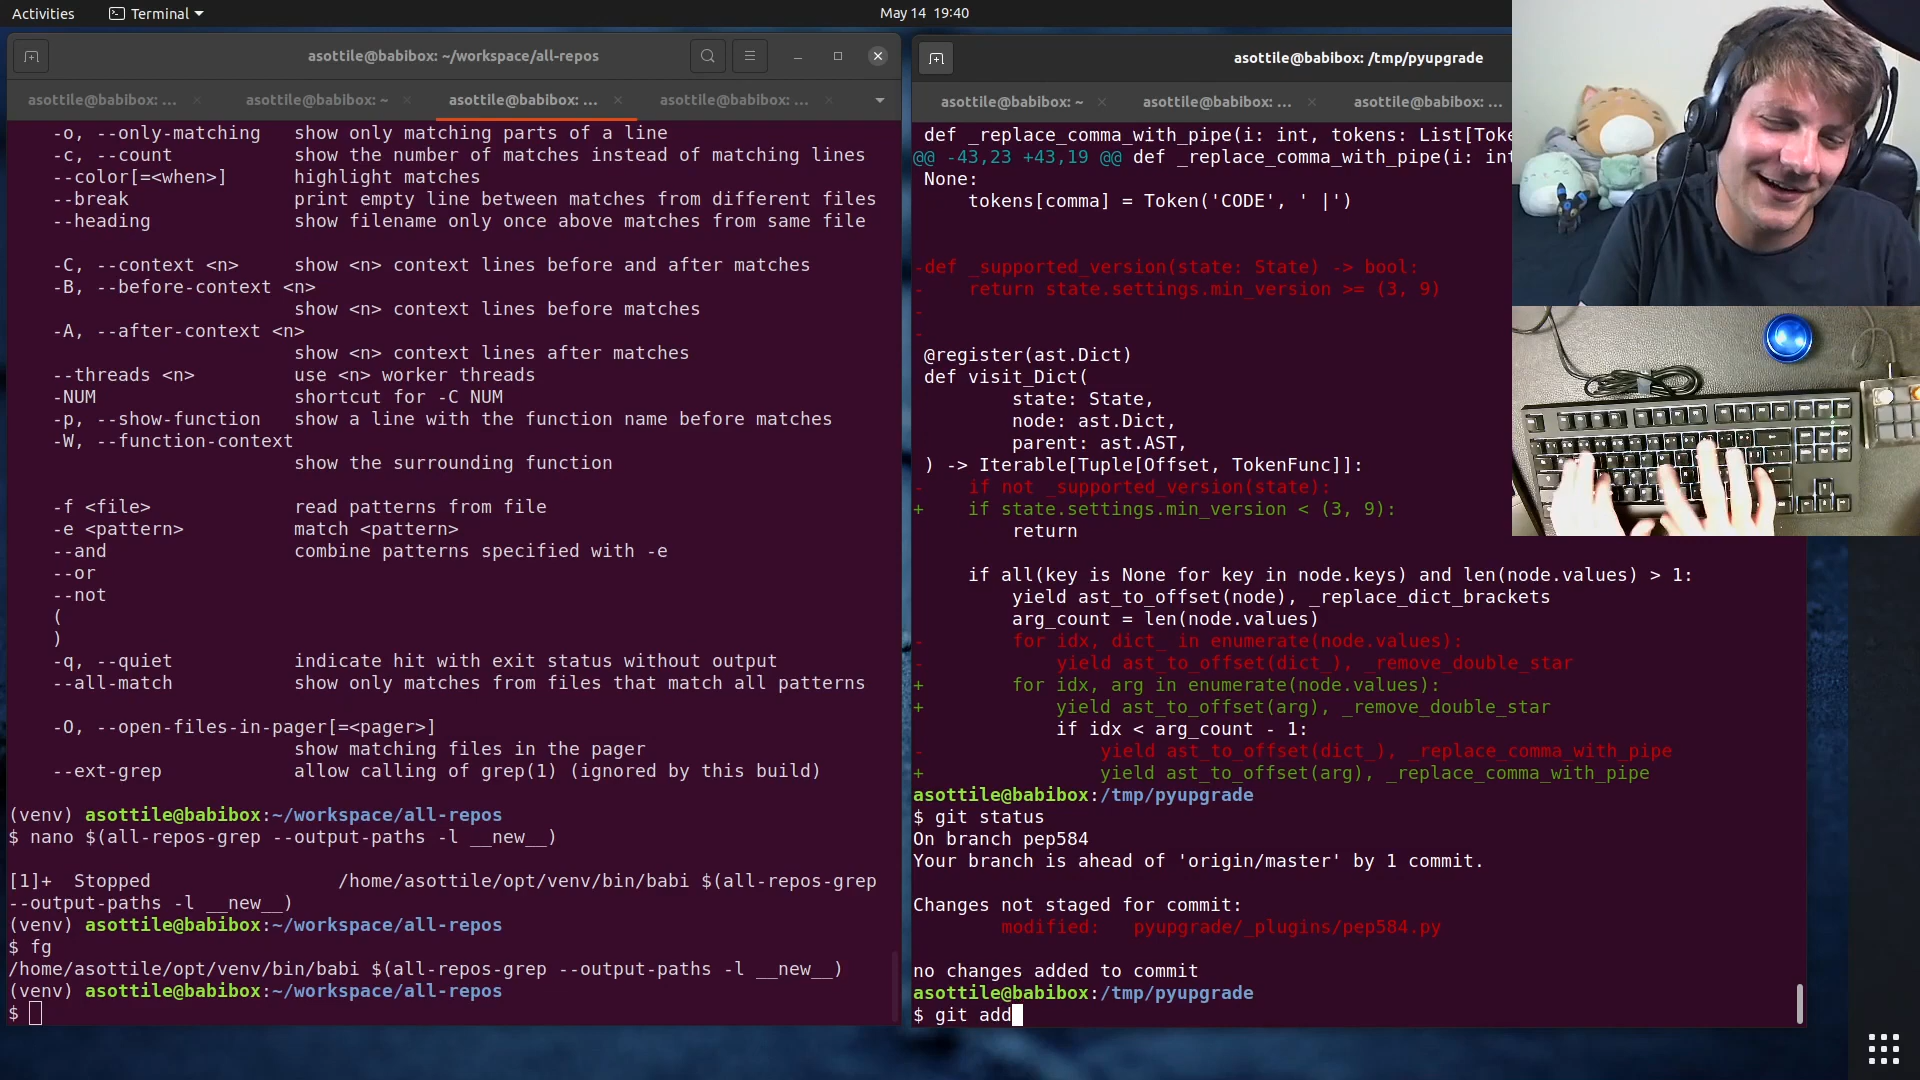 Activities
Terminal
May 14 19:40
asottile@babibox: ~/workspace/all-repos
asottile@babibox: ...
asottile@babibox: ~
asottile@babibox: ...
asottile@babibox: ...
-o, --only-matching   show only matching parts of a line
-c, --count           show the number of matches instead of matching lines
--color[=<when>]      highlight matches
--break               print empty line between matches from different files
--heading             show filename only once above matches from same file
-C, --context <n>     show <n> context lines before and after matches
-B, --before-context <n>
show <n> context lines before matches
-A, --after-context <n>
show <n> context lines after matches
--threads <n>         use <n> worker threads
-NUM                  shortcut for -C NUM
-p, --show-function   show a line with the function name before matches
-W, --function-context
show the surrounding function
-f <file>             read patterns from file
-e <pattern>          match <pattern>
--and                 combine patterns specified with -e
--or
--not
(
)
-q, --quiet           indicate hit with exit status without output
--all-match           show only matches from files that match all patterns
-O, --open-files-in-pager[=<pager>]
show matching files in the pager
--ext-grep            allow calling of grep(1) (ignored by this build)
(venv) asottile@babibox:~/workspace/all-repos
$ nano $(all-repos-grep --output-paths -l __new__)
[1]+  Stopped                 /home/asottile/opt/venv/bin/babi $(all-repos-grep
--output-paths -l __new__)
(venv) asottile@babibox:~/workspace/all-repos
$ fg
/home/asottile/opt/venv/bin/babi $(all-repos-grep --output-paths -l __new__)
(venv) asottile@babibox:~/workspace/all-repos
$
asottile@babibox: /tmp/pyupgrade
asottile@babibox: ~
asottile@babibox: ...
asottile@babibox: ...
def _replace_comma_with_pipe(i: int, tokens: List[Toke
@@ -43,23 +43,19 @@ def _replace_comma_with_pipe(i: int
None:
tokens[comma] = Token('CODE', ' |')
-def _supported_version(state: State) -> bool:
-    return state.settings.min_version >= (3, 9)
-
-
@register(ast.Dict)
def visit_Dict(
state: State,
node: ast.Dict,
parent: ast.AST,
) -> Iterable[Tuple[Offset, TokenFunc]]:
-    if not _supported_version(state):
+    if state.settings.min_version < (3, 9):
return
if all(key is None for key in node.keys) and len(node.values) > 1:
yield ast_to_offset(node), _replace_dict_brackets
arg_count = len(node.values)
-        for idx, dict_ in enumerate(node.values):
-            yield ast_to_offset(dict_), _remove_double_star
+        for idx, arg in enumerate(node.values):
+            yield ast_to_offset(arg), _remove_double_star
if idx < arg_count - 1:
-                yield ast_to_offset(dict_), _replace_comma_with_pipe
+                yield ast_to_offset(arg), _replace_comma_with_pipe
asottile@babibox:/tmp/pyupgrade
$ git status
On branch pep584
Your branch is ahead of 'origin/master' by 1 commit.
Changes not staged for commit:
modified:   pyupgrade/_plugins/pep584.py
no changes added to commit
asottile@babibox:/tmp/pyupgrade
$ git add